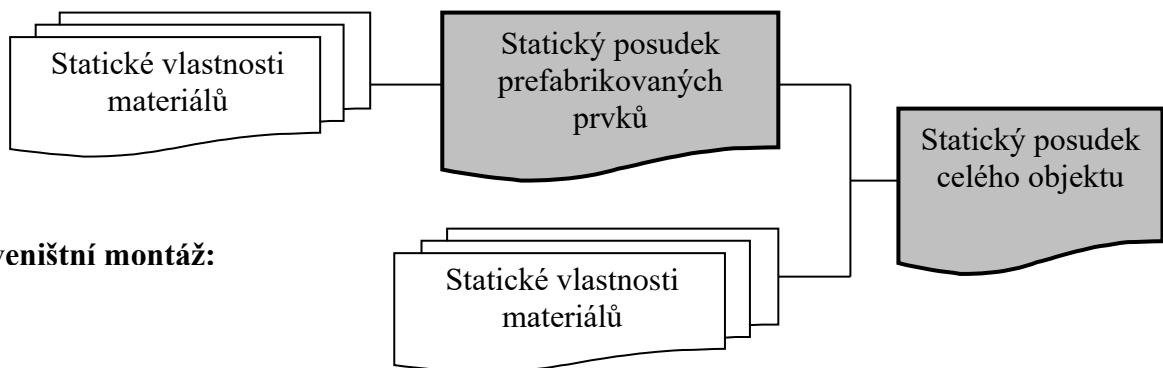 Statické vlastnosti
materiálů
Statický posudek
prefabrikovaných
prvků
Statický posudek
celého objektu
veništní montáž:
Statické vlastnosti
materiálů